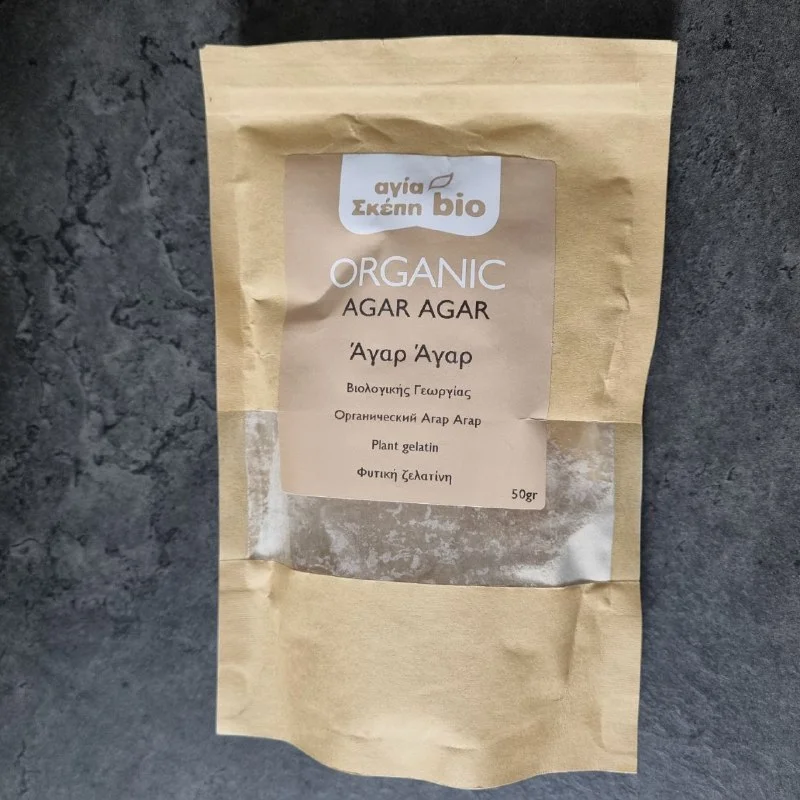 αγία
Σκέπη bio
ORGANIC
AGAR AGAR
Άγαρ Άγαρ
Βιολογικής Γεωργίας
Органический Агар Агар
Plant gelatin
Φυτική ζελατίνη
50gr